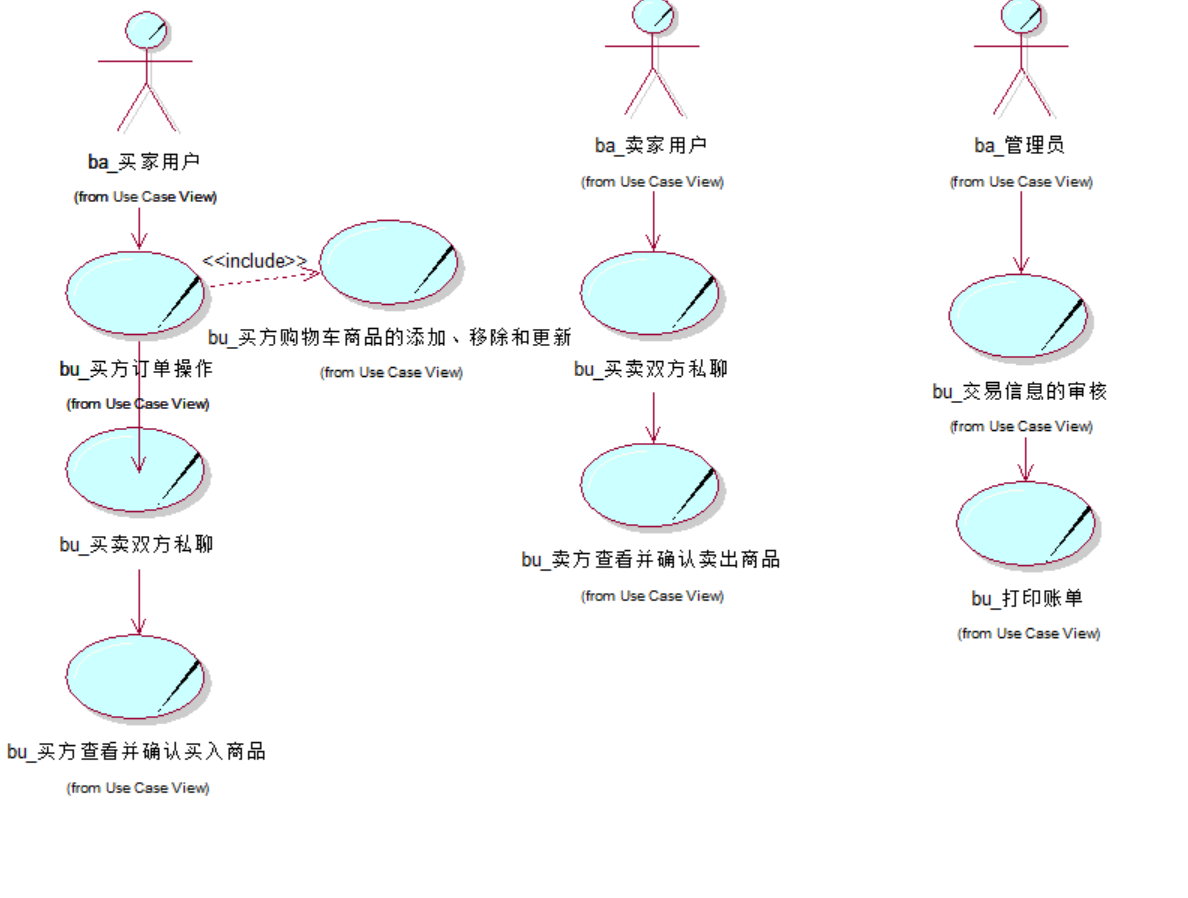 ba_买家用户
(from Use Case View)
<<include>>
bu_买方购物车商品的添加、移除和更新
(from Use Case View)
bu_买方订单操作
(from Use Case View)
bu_买卖双方私聊
bu_买方查看并确认买入商品
(from Use Case View)
ba_卖家用户
(from Use Case View)
bu_买卖双方私聊
bu_卖方查看并确认卖出商品
(from Use Case View)
ba_管理员
(from Use Case View)
bu_交易信息的审核
(from Use Case View)
bu_打印账单
(from Use Case View)